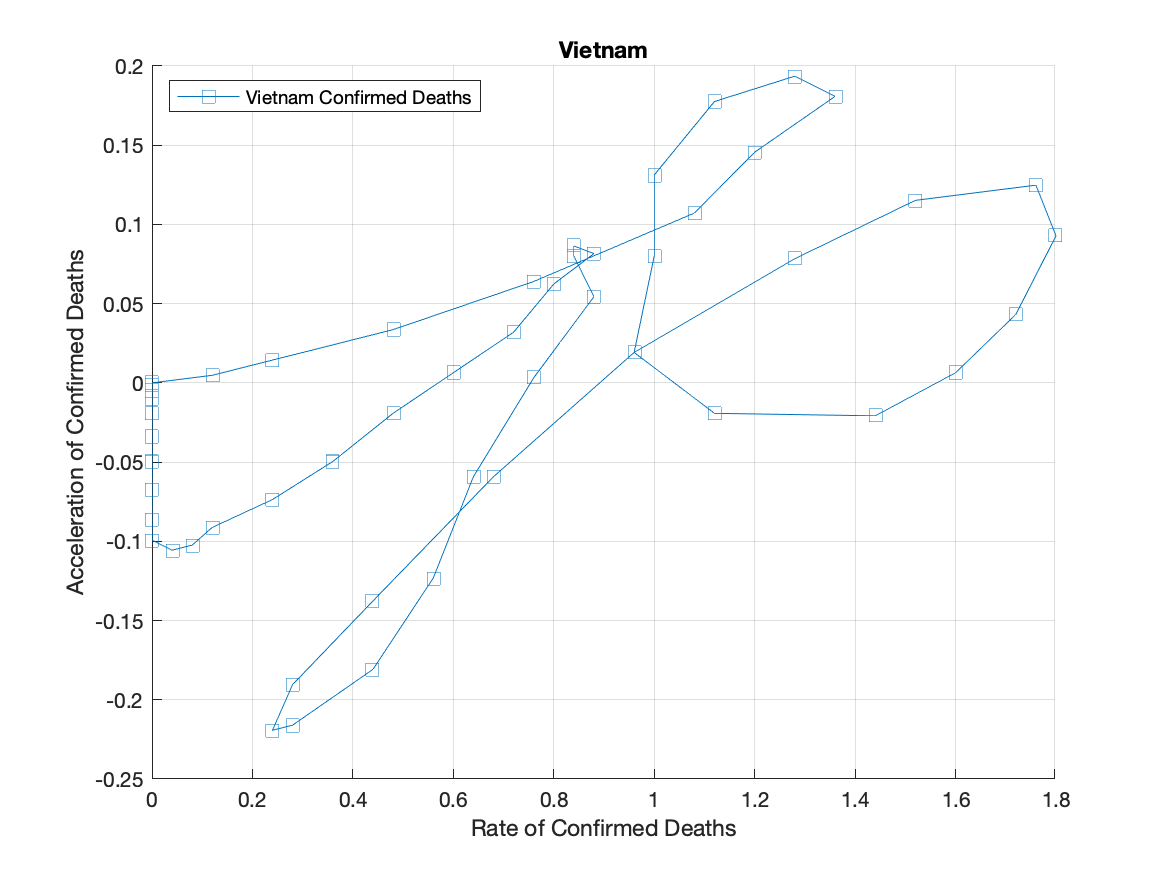 Vietnam
Vietnam Confirmed Deaths
0.2
0.15
0.1
0.05
0
-0.05
-0.1
-0.15
-0.2
-0.25
Acceleration of Confirmed Deaths
0 0.2 0.4 0.6 0.8 1 1.2 1.4 1.6 1.8
Rate of Confirmed Deaths